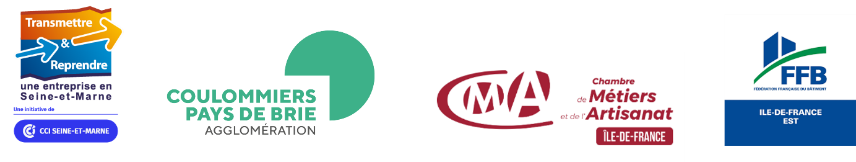 Transmettre
&
Reprendre
une entreprise en
Seine-et-Marne
Une initiative de
CCI SEINE-ET-MARNE
COULOMMIERS
PAYS DE BRIE
AGGLOMÉRATION
CMA
Chambre
de Métiers
et de l'Artisanat
ÎLE-DE-FRANCE
FFB
FÉDÉRATION FRANÇAISE DU BÂTIMENT
ILE-DE-FRANCE
EST